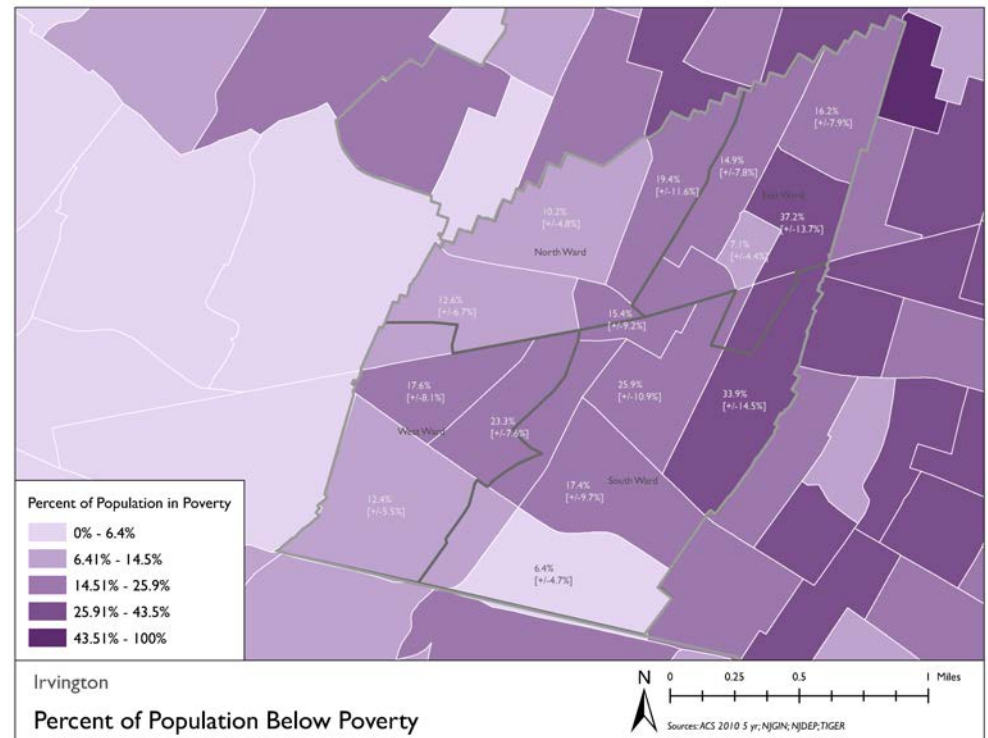 16.2%
[+/-7.9%]
14.9%
[+/-7.8%]
19.4%
[+/-11.6%]
East Ward
37.2%
[+/-13.7%]
10.2%
[+/-4.8%]
7.1%
[+/-4.4%]
North Ward
12.6%
[+/-6.7%]
15.4%
[+/-9.2%]
17.6%
[+/-8.1%]
25.9%
[+/-10.9%]
33.9%
[+/-14.5%]
23.3%
[+/-7.6%]
West Ward
17.4%
[+/-9.7%]
South Ward
12.4%
[+/-5.5%]
6.4%
[+/-4.7%]
Percent of Population in Poverty
0% - 6.4%
6.41% - 14.5%
14.51% - 25.9%
25.91% - 43.5%
43.51% - 100%
Irvington
Percent of Population Below Poverty
N
0 0.25 0.5 1 Miles
Sources: ACS 2010 5 yr; NJGIN; NJDEP; TIGER